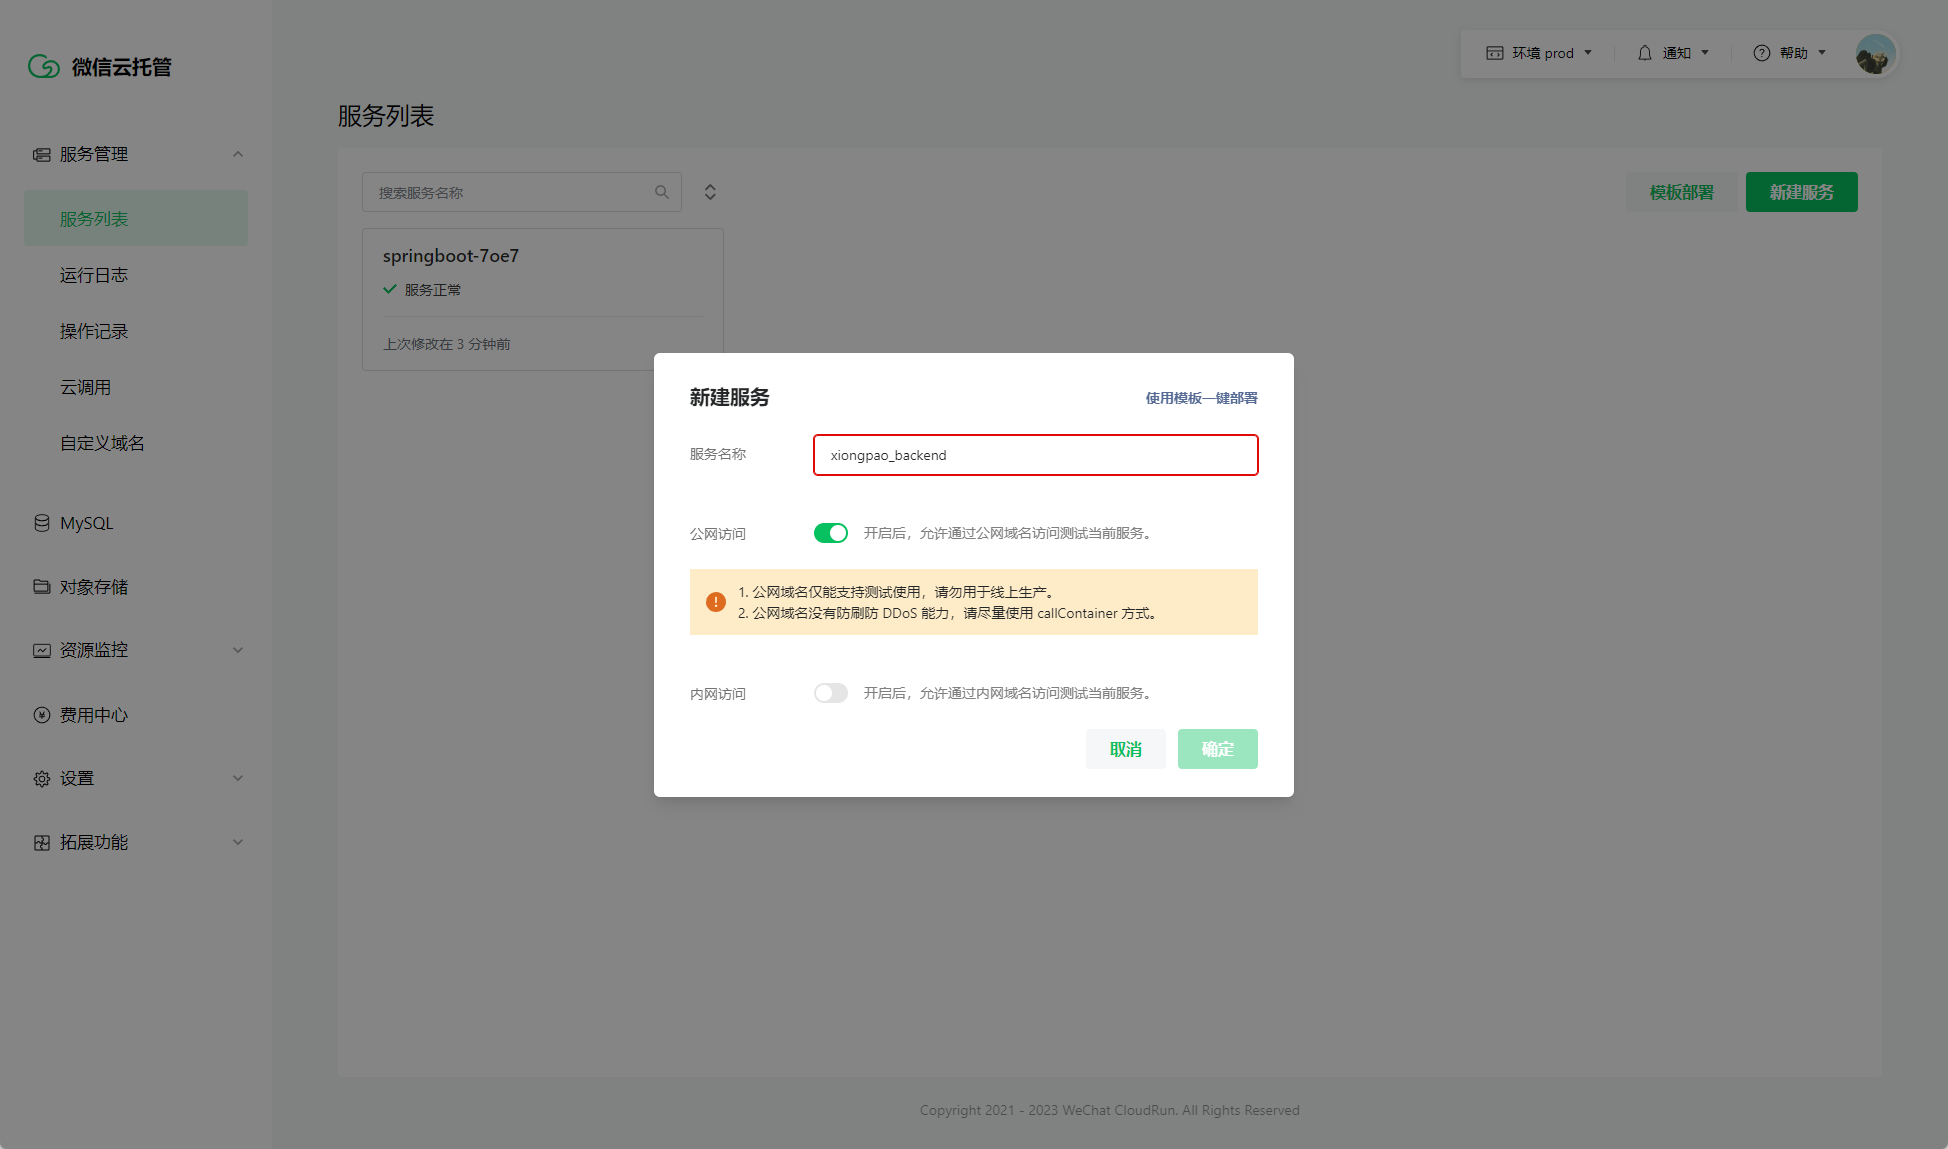 微信云托管
环境 prod
通知
帮助
服务管理
服务列表
运行日志
操作记录
云调用
自定义域名
MySQL
对象存储
资源监控
费用中心
设置
拓展功能
服务列表
搜索服务名称
模板部署
新建服务
springboot-7oe7
服务正常
上次修改在 3 分钟前
新建服务
使用模板一键部署
服务名称
xiongpao_backend
公网访问
开启后，允许通过公网域名访问测试当前服务。
1. 公网域名仅能支持测试使用，请勿用于线上生产。
2. 公网域名没有防刷防 DDoS 能力，请尽量使用 callContainer 方式。
内网访问
开启后，允许通过内网域名访问测试当前服务。
取消
确定
Copyright 2021 - 2023 WeChat CloudRun. All Rights Reserved